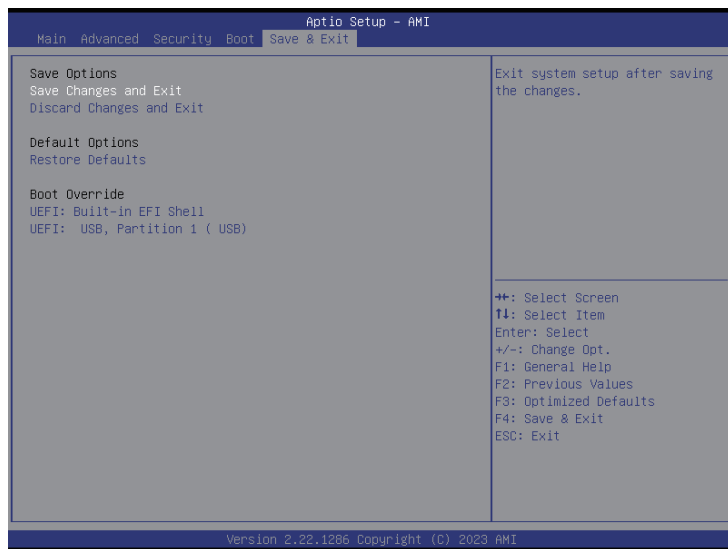 Aptio Setup – AMI
Main Advanced Security Boot Save & Exit
Save Options
Save Changes and Exit
Discard Changes and Exit
Default Options
Restore Defaults
Boot Override
UEFI: Built-in EFI Shell
UEFI: USB, Partition 1 ( USB)
Exit system setup after saving
the changes.
→←: Select Screen
↑↓: Select Item
Enter: Select
+/-: Change Opt.
F1: General Help
F2: Previous Values
F3: Optimized Defaults
F4: Save & Exit
ESC: Exit
Version 2.22.1286 Copyright (C) 2023 AMI